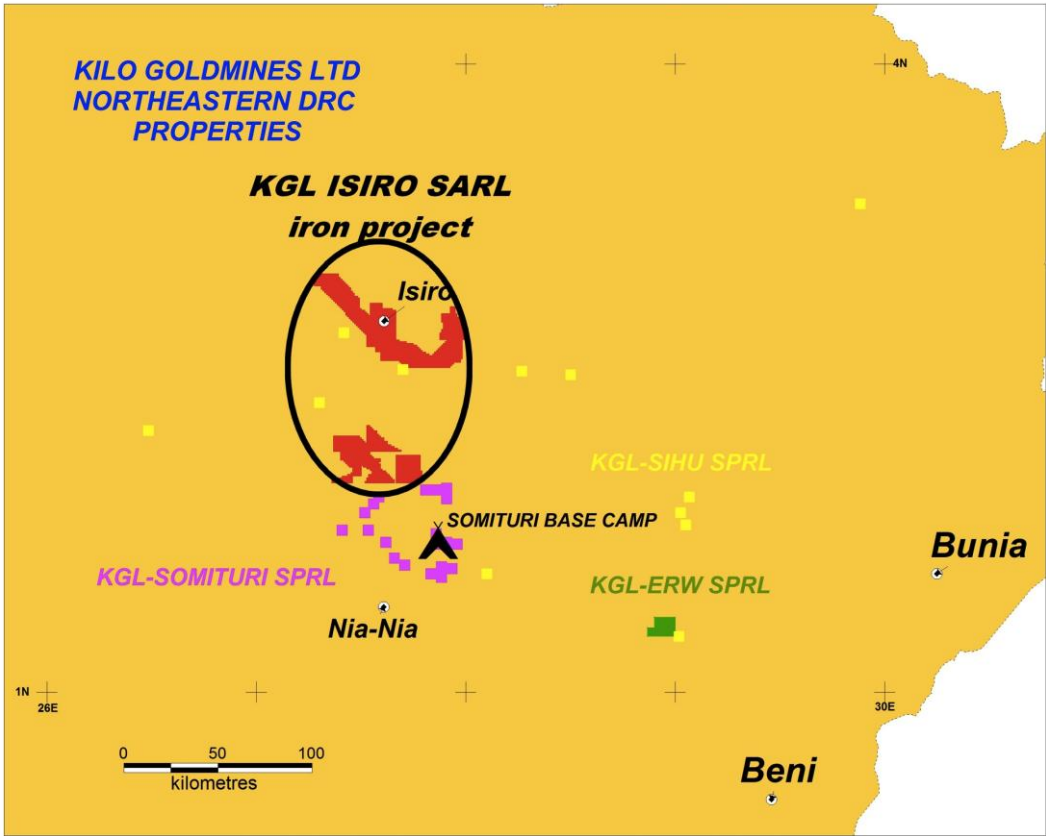 KILO GOLDMINES LTD
NORTHEASTERN DRC
PROPERTIES
4N
KGL ISIRO SARL
iron project
Isiro
KGL-SIHU SPRL
SOMITURI BASE CAMP
Bunia
KGL-SOMITURI SPRL
KGL-ERW SPRL
Nia-Nia
1N
26E
30E
0 50 100
kilometres
Beni